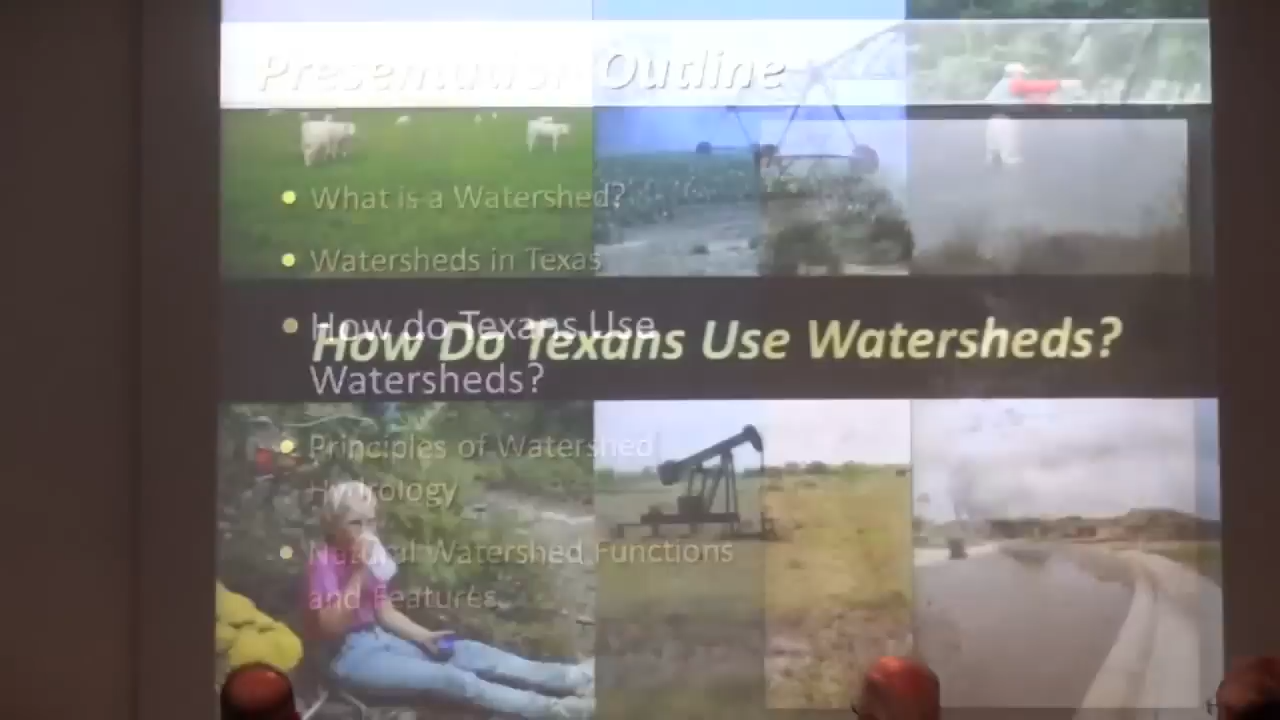 Presentation Outline
What is a Watershed?
Watersheds in Texas
How do Texans Use
Watersheds?
How Do Texans Use Watersheds?
Principles of Watershed
Hydrology
Natural Watershed Functions
and Features